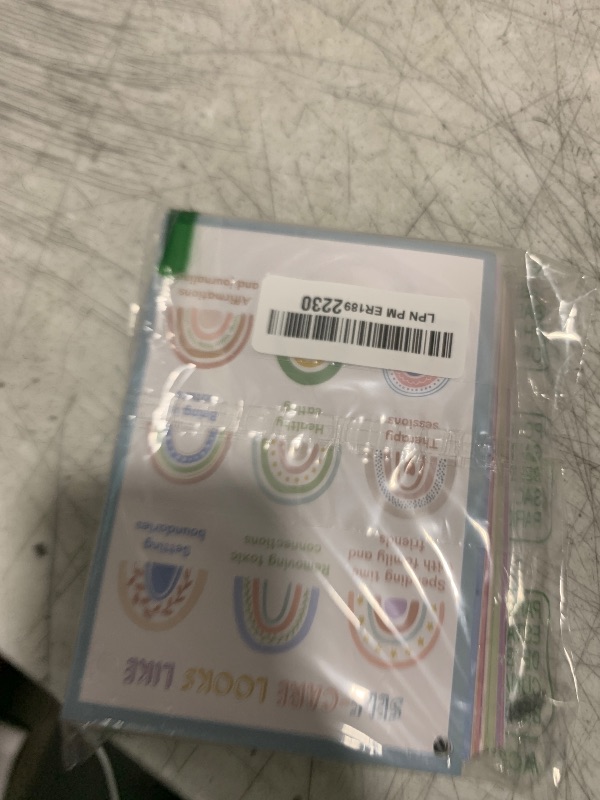 SELF-CARE LOOKS LIKE
Spending time
with family and
friends
Removing toxic
connections
Setting
boundaries
Therapy
sessions
Healthy
eating
Being
Affirmations
and journaling
LPN PM ER1892230